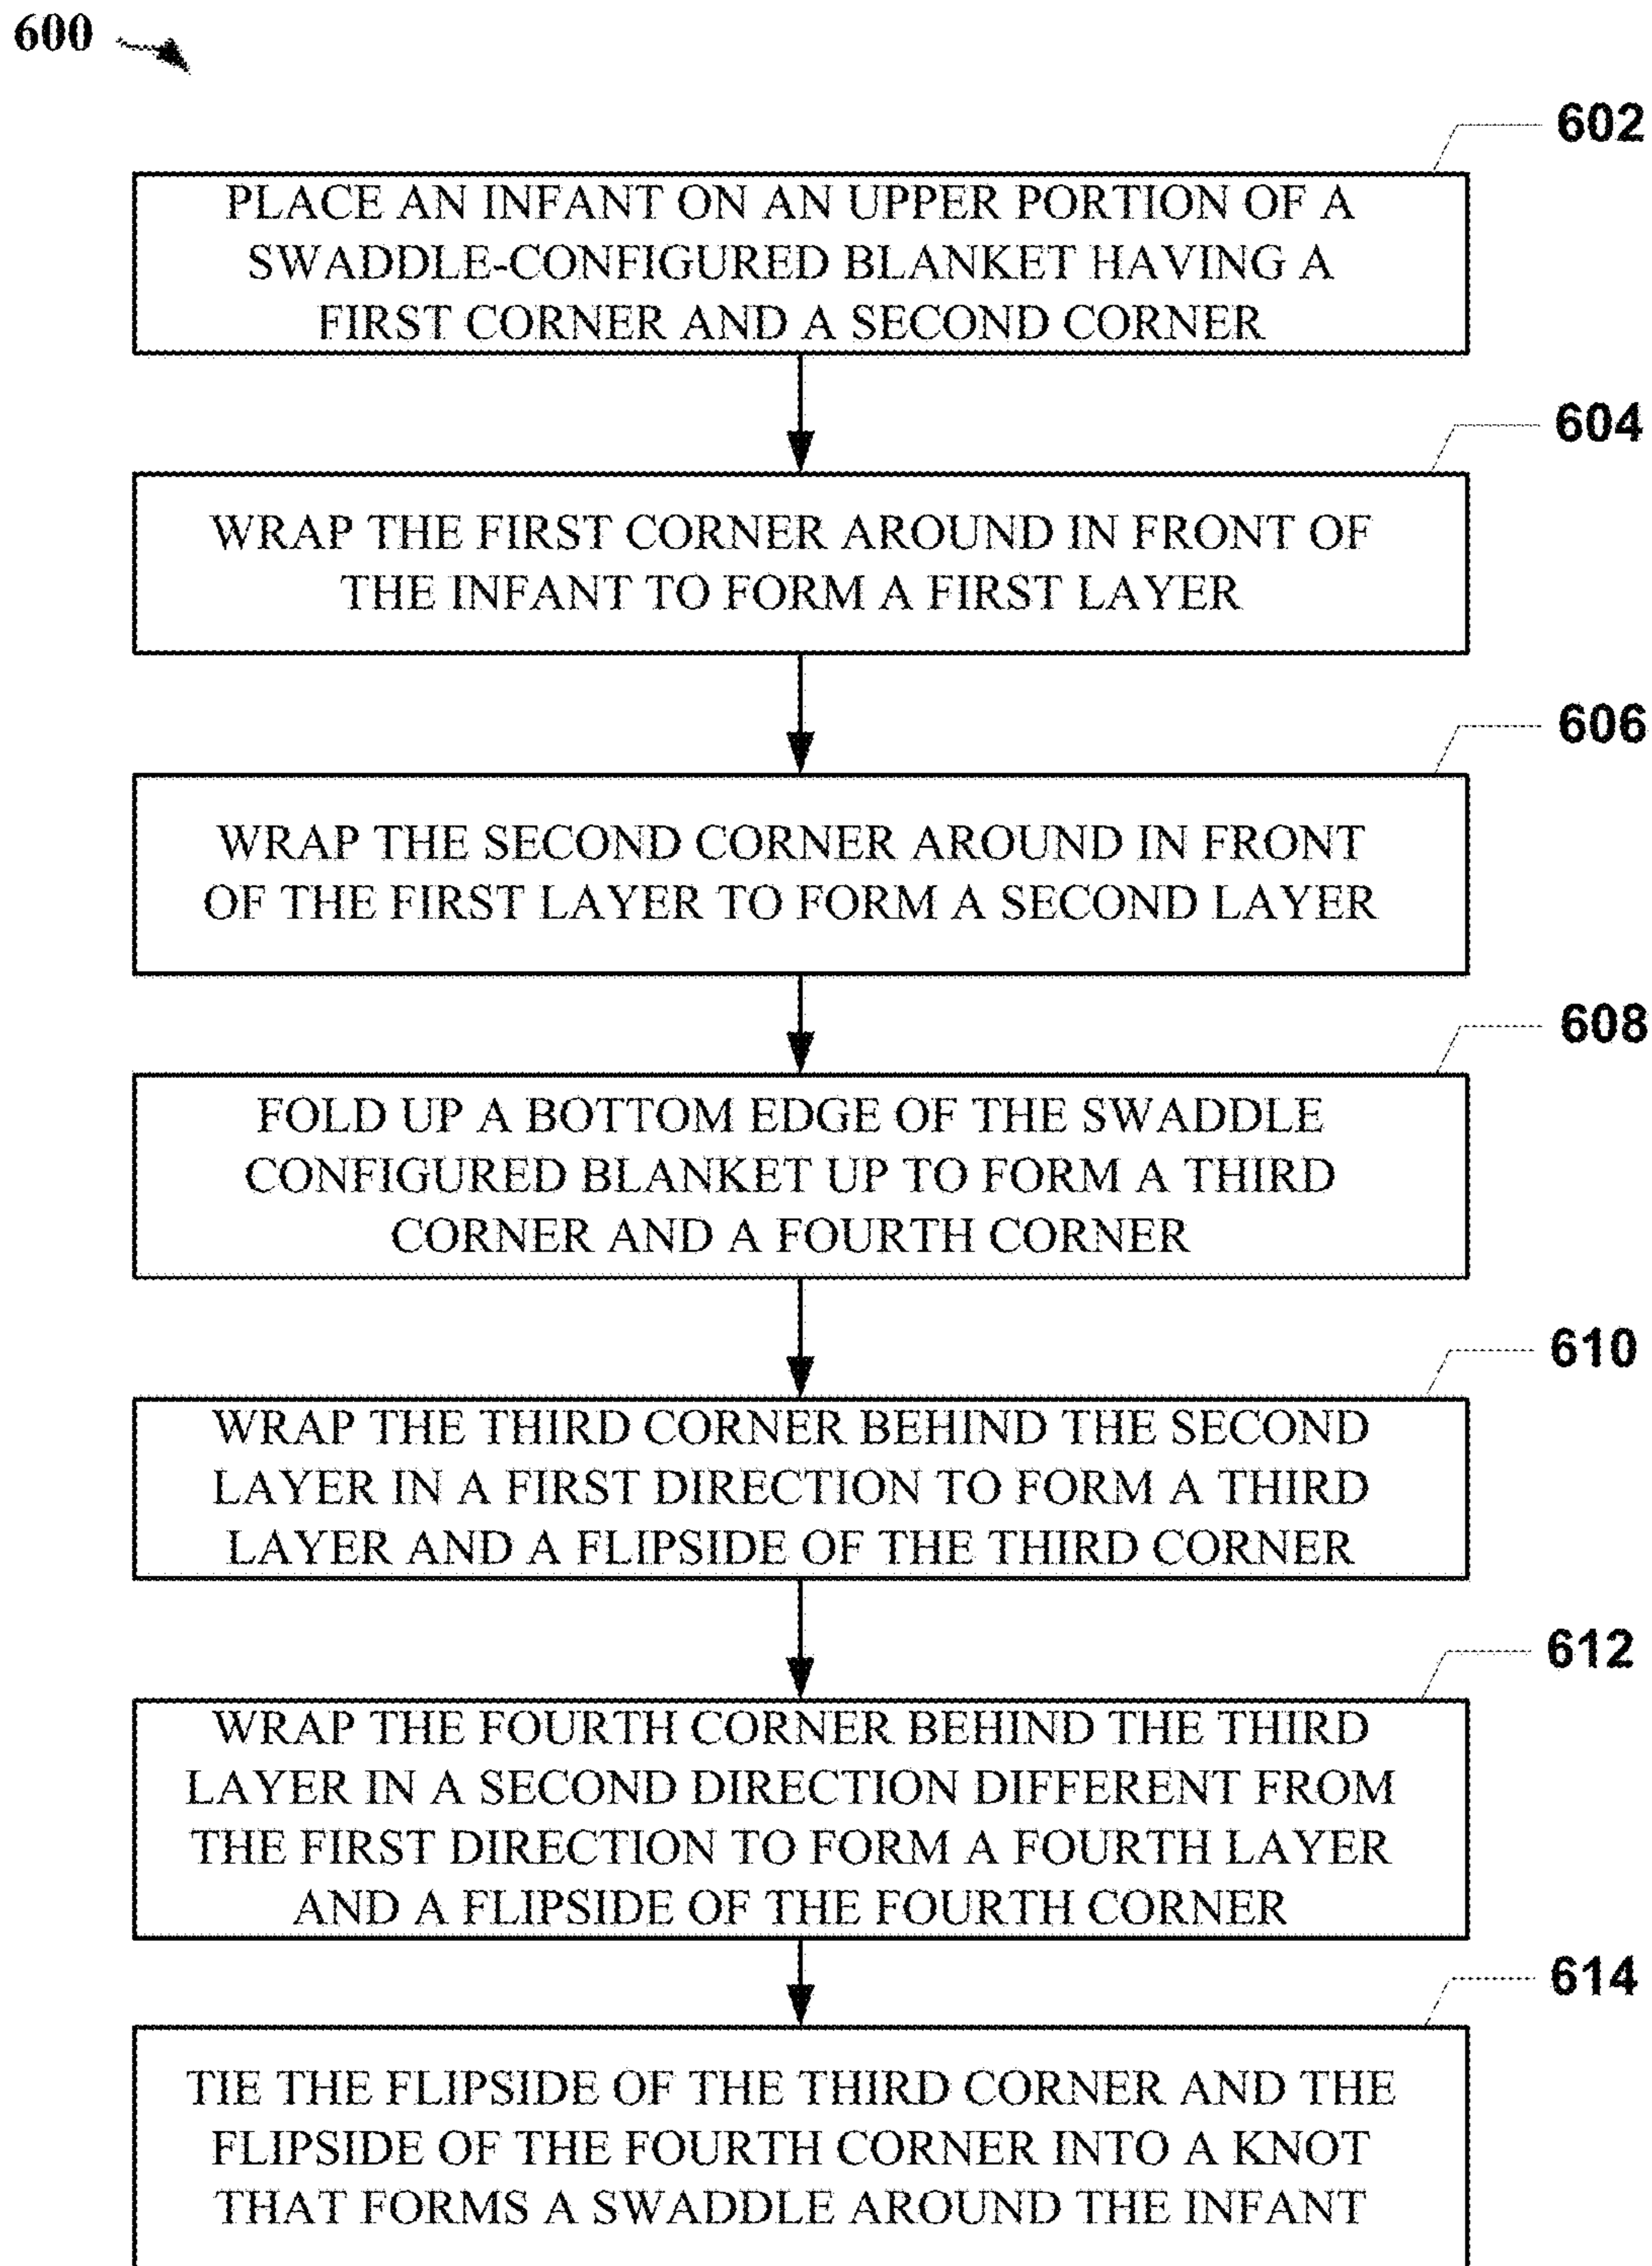 600
602
PLACE AN INFANT ON AN UPPER PORTION OF A
SWADDLE-CONFIGURED BLANKET HAVING A
FIRST CORNER AND A SECOND CORNER
604
WRAP THE FIRST CORNER AROUND IN FRONT OF
THE INFANT TO FORM A FIRST LAYER
606
WRAP THE SECOND CORNER AROUND IN FRONT
OF THE FIRST LAYER TO FORM A SECOND LAYER
608
FOLD UP A BOTTOM EDGE OF THE SWADDLE
CONFIGURED BLANKET UP TO FORM A THIRD
CORNER AND A FOURTH CORNER
610
WRAP THE THIRD CORNER BEHIND THE SECOND
LAYER IN A FIRST DIRECTION TO FORM A THIRD
LAYER AND A FLIPSIDE OF THE THIRD CORNER
612
WRAP THE FOURTH CORNER BEHIND THE THIRD
LAYER IN A SECOND DIRECTION DIFFERENT FROM
THE FIRST DIRECTION TO FORM A FOURTH LAYER
AND A FLIPSIDE OF THE FOURTH CORNER
614
TIE THE FLIPSIDE OF THE THIRD CORNER AND THE
FLIPSIDE OF THE FOURTH CORNER INTO A KNOT
THAT FORMS A SWADDLE AROUND THE INFANT